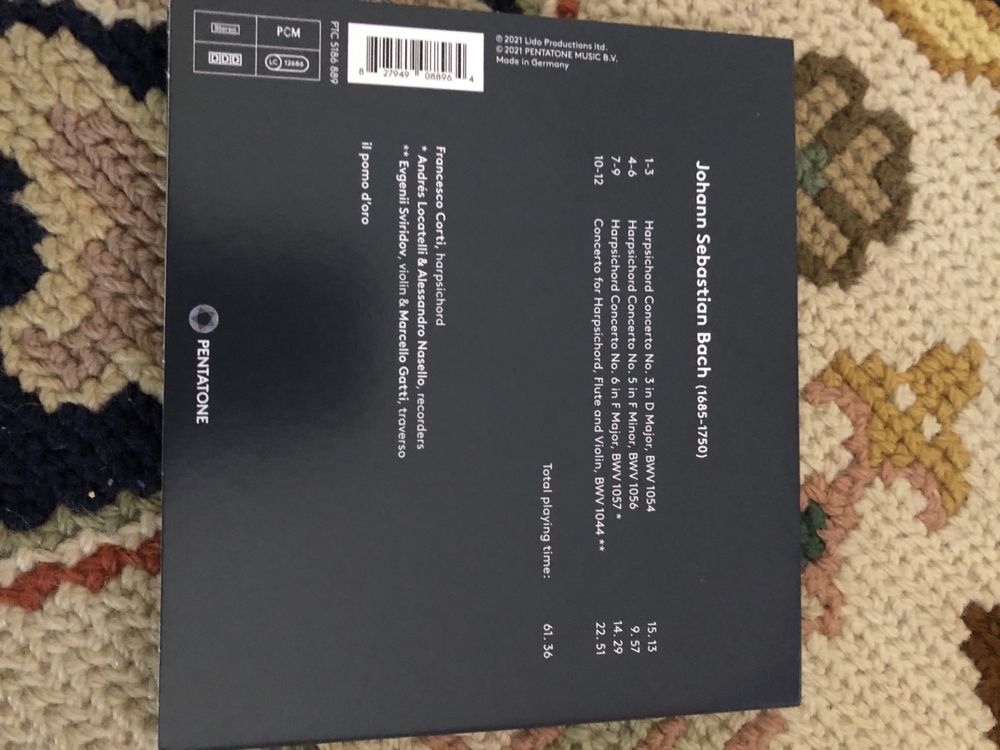 Johann Sebastian Bach (1685-1750)
1-3 Harpsichord Concerto No. 3 in D Major, BWV 1054 15. 13
4-6 Harpsichord Concerto No. 5 in F Minor, BWV 1056 9. 57
7-9 Harpsichord Concerto No. 6 in F Major, BWV 1057 * 14. 29
10-12 Concerto for Harpsichord, Flute and Violin, BWV 1044 ** 22. 51
Total playing time: 61. 36
Francesco Corti, harpsichord
* Andrés Locatelli & Alessandro Nasello, recorders
** Evgenii Sviridov, violin & Marcello Gatti, traverso
il pomo d'oro
PENTATONE
℗ 2021 Lido Productions ltd.
© 2021 PENTATONE MUSIC B.V.
Made in Germany
8 27949 08896 4
PTC 5186 889
Stereo
PCM
DDD
LC 12686